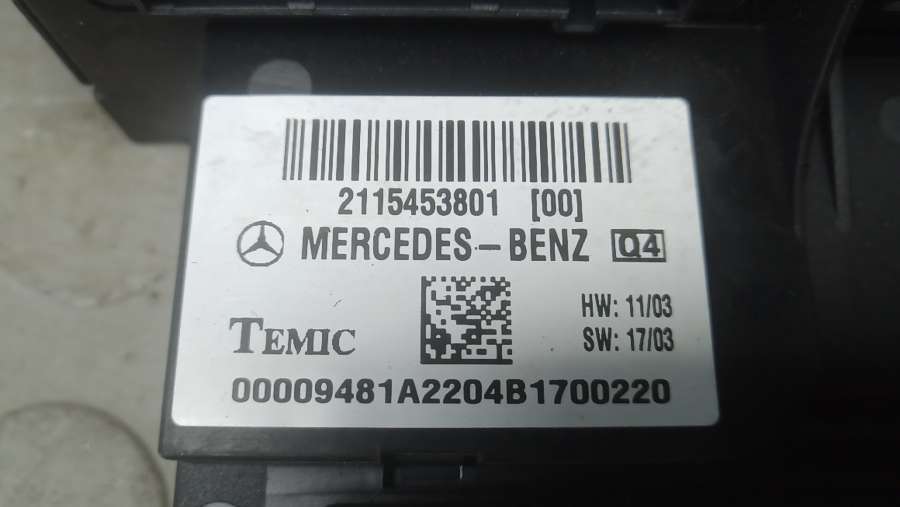 2115453801 [00]
MERCEDES-BENZ Q4
HW: 11/03
TEMIC
SW: 17/03
00009481A2204B1700220